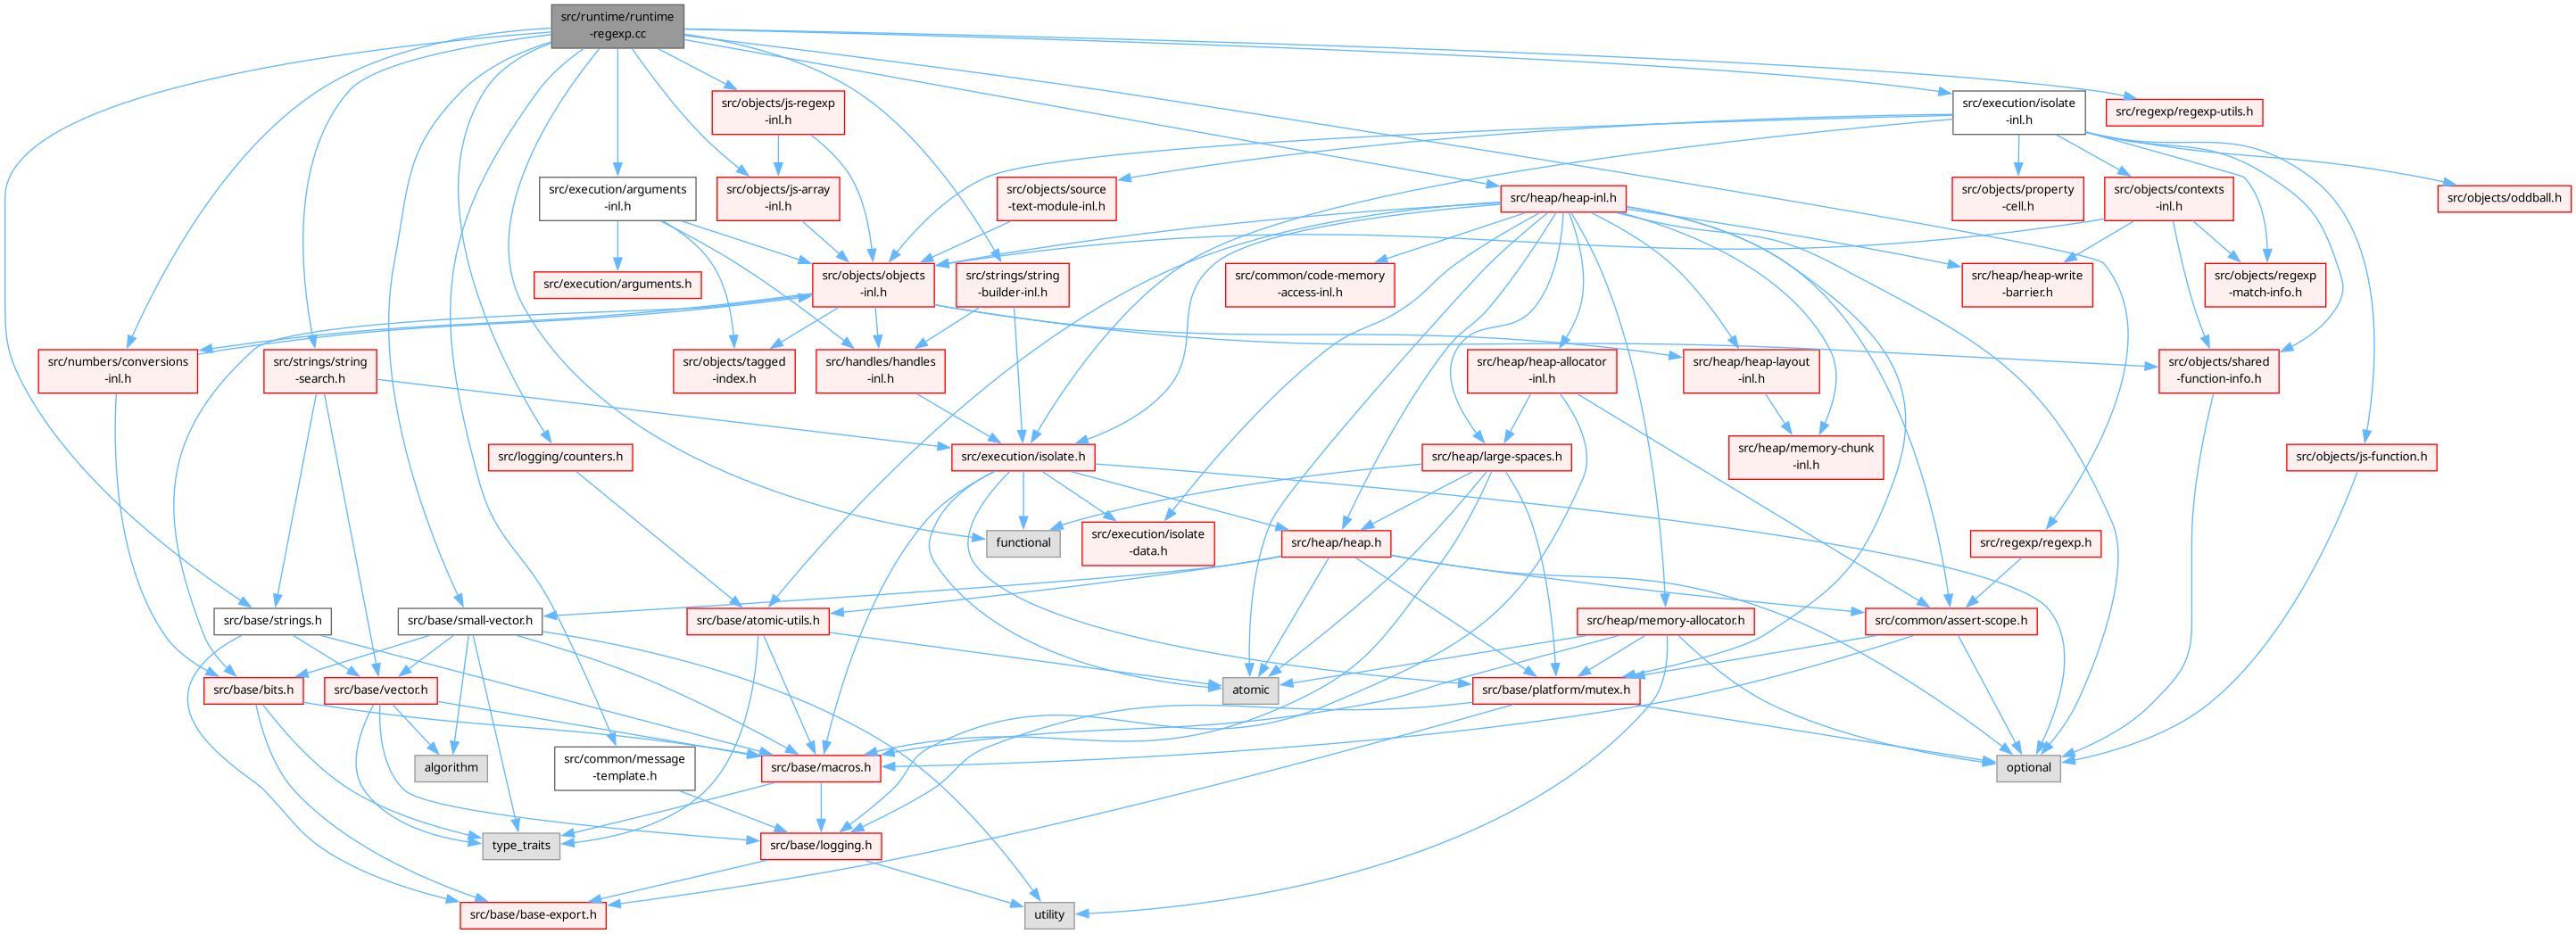 src/runtime/runtime
-regexp.cc
src/objects/js-regexp
-inl.h
src/execution/isolate
-inl.h
src/regexp/regexp-utils.h
src/execution/arguments
-inl.h
src/objects/js-array
-inl.h
src/objects/source
-text-module-inl.h
src/heap/heap-inl.h
src/objects/property
-cell.h
src/objects/contexts
-inl.h
src/objects/oddball.h
src/execution/arguments.h
src/objects/objects
-inl.h
src/strings/string
-builder-inl.h
src/common/code-memory
-access-inl.h
src/heap/heap-write
-barrier.h
src/objects/regexp
-match-info.h
src/numbers/conversions
-inl.h
src/strings/string
-search.h
src/objects/tagged
-index.h
src/handles/handles
-inl.h
src/heap/heap-allocator
-inl.h
src/heap/heap-layout
-inl.h
src/objects/shared
-function-info.h
src/logging/counters.h
src/execution/isolate.h
src/heap/large-spaces.h
src/heap/memory-chunk
-inl.h
src/objects/js-function.h
functional
src/execution/isolate
-data.h
src/heap/heap.h
src/regexp/regexp.h
src/base/strings.h
src/base/small-vector.h
src/base/atomic-utils.h
src/heap/memory-allocator.h
src/common/assert-scope.h
src/base/bits.h
src/base/vector.h
atomic
src/base/platform/mutex.h
algorithm
src/common/message
-template.h
src/base/macros.h
optional
type_traits
src/base/logging.h
src/base/base-export.h
utility